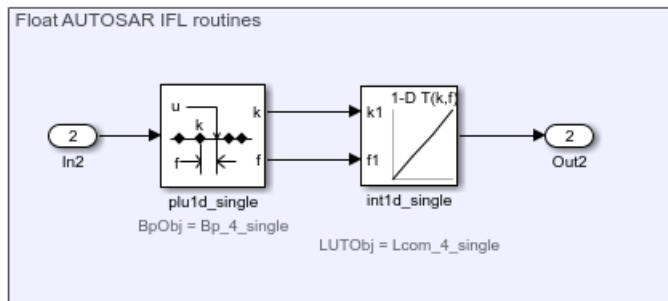 Float AUTOSAR IFL routines
1-D T(k,f)
u
k
k
k1
2
2
f
f
f1
In2
Out2
plu1d_single
int1d_single
BpObj = Bp_4_single
LUTObj = Lcom_4_single